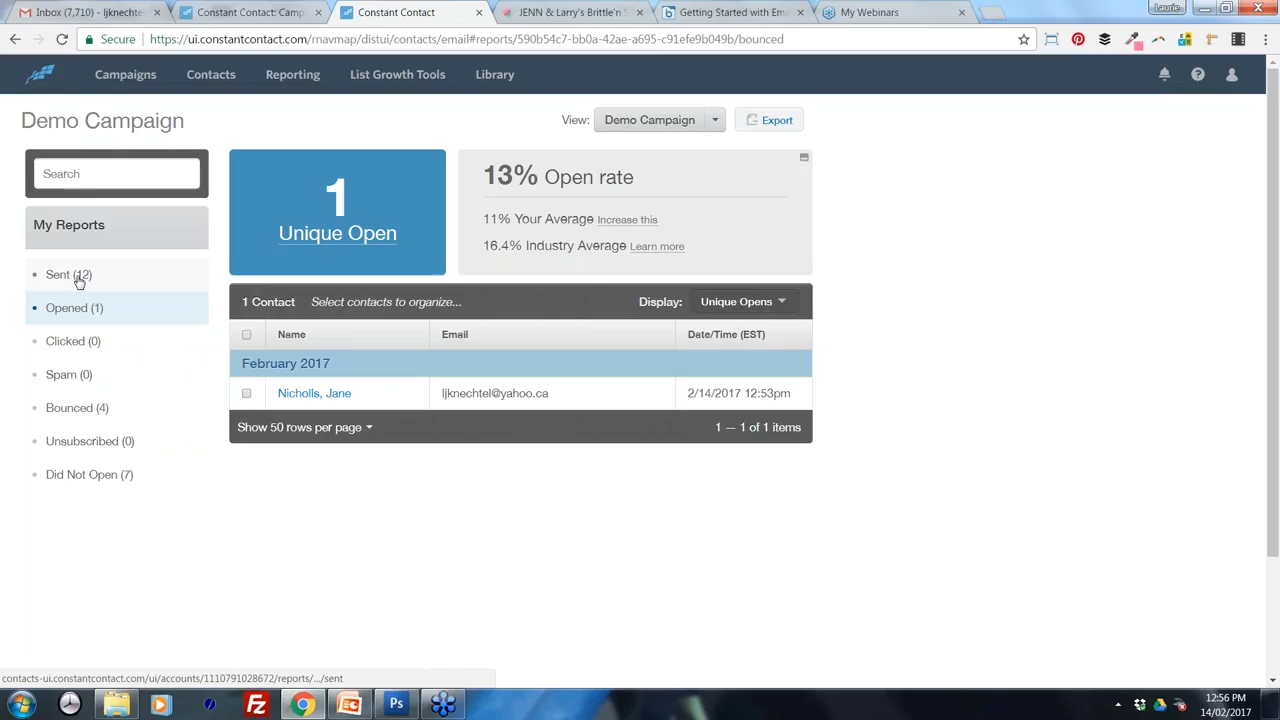 Inbox (7,710) - ljknechtel
Constant Contact: Camp
Constant Contact
JENN & Larry's Brittle'n S
Getting Started with Ema
My Webinars
Laurie
Secure
https://ui.constantcontact.com/rnavmap/distui/contacts/email#reports/590b54c7-bb0a-42ae-a695-c91efe9b049b/bounced
Campaigns
Contacts
Reporting
List Growth Tools
Library
Demo Campaign
View:
Demo Campaign
Export
Search
My Reports
Sent (12)
Opened (1)
Clicked (0)
Spam (0)
Bounced (4)
Unsubscribed (0)
Did Not Open (7)
1
Unique Open
13% Open rate
11% Your Average Increase this
16.4% Industry Average Learn more
1 Contact Select contacts to organize... Display: Unique Opens
Name Email Date/Time (EST)
February 2017
Nicholls, Jane ljknechtel@yahoo.ca 2/14/2017 12:53pm
Show 50 rows per page 1 — 1 of 1 items
contacts-ui.constantcontact.com/ui/accounts/1110791028672/reports/.../sent
Fz
Ps
12:56 PM
14/02/2017